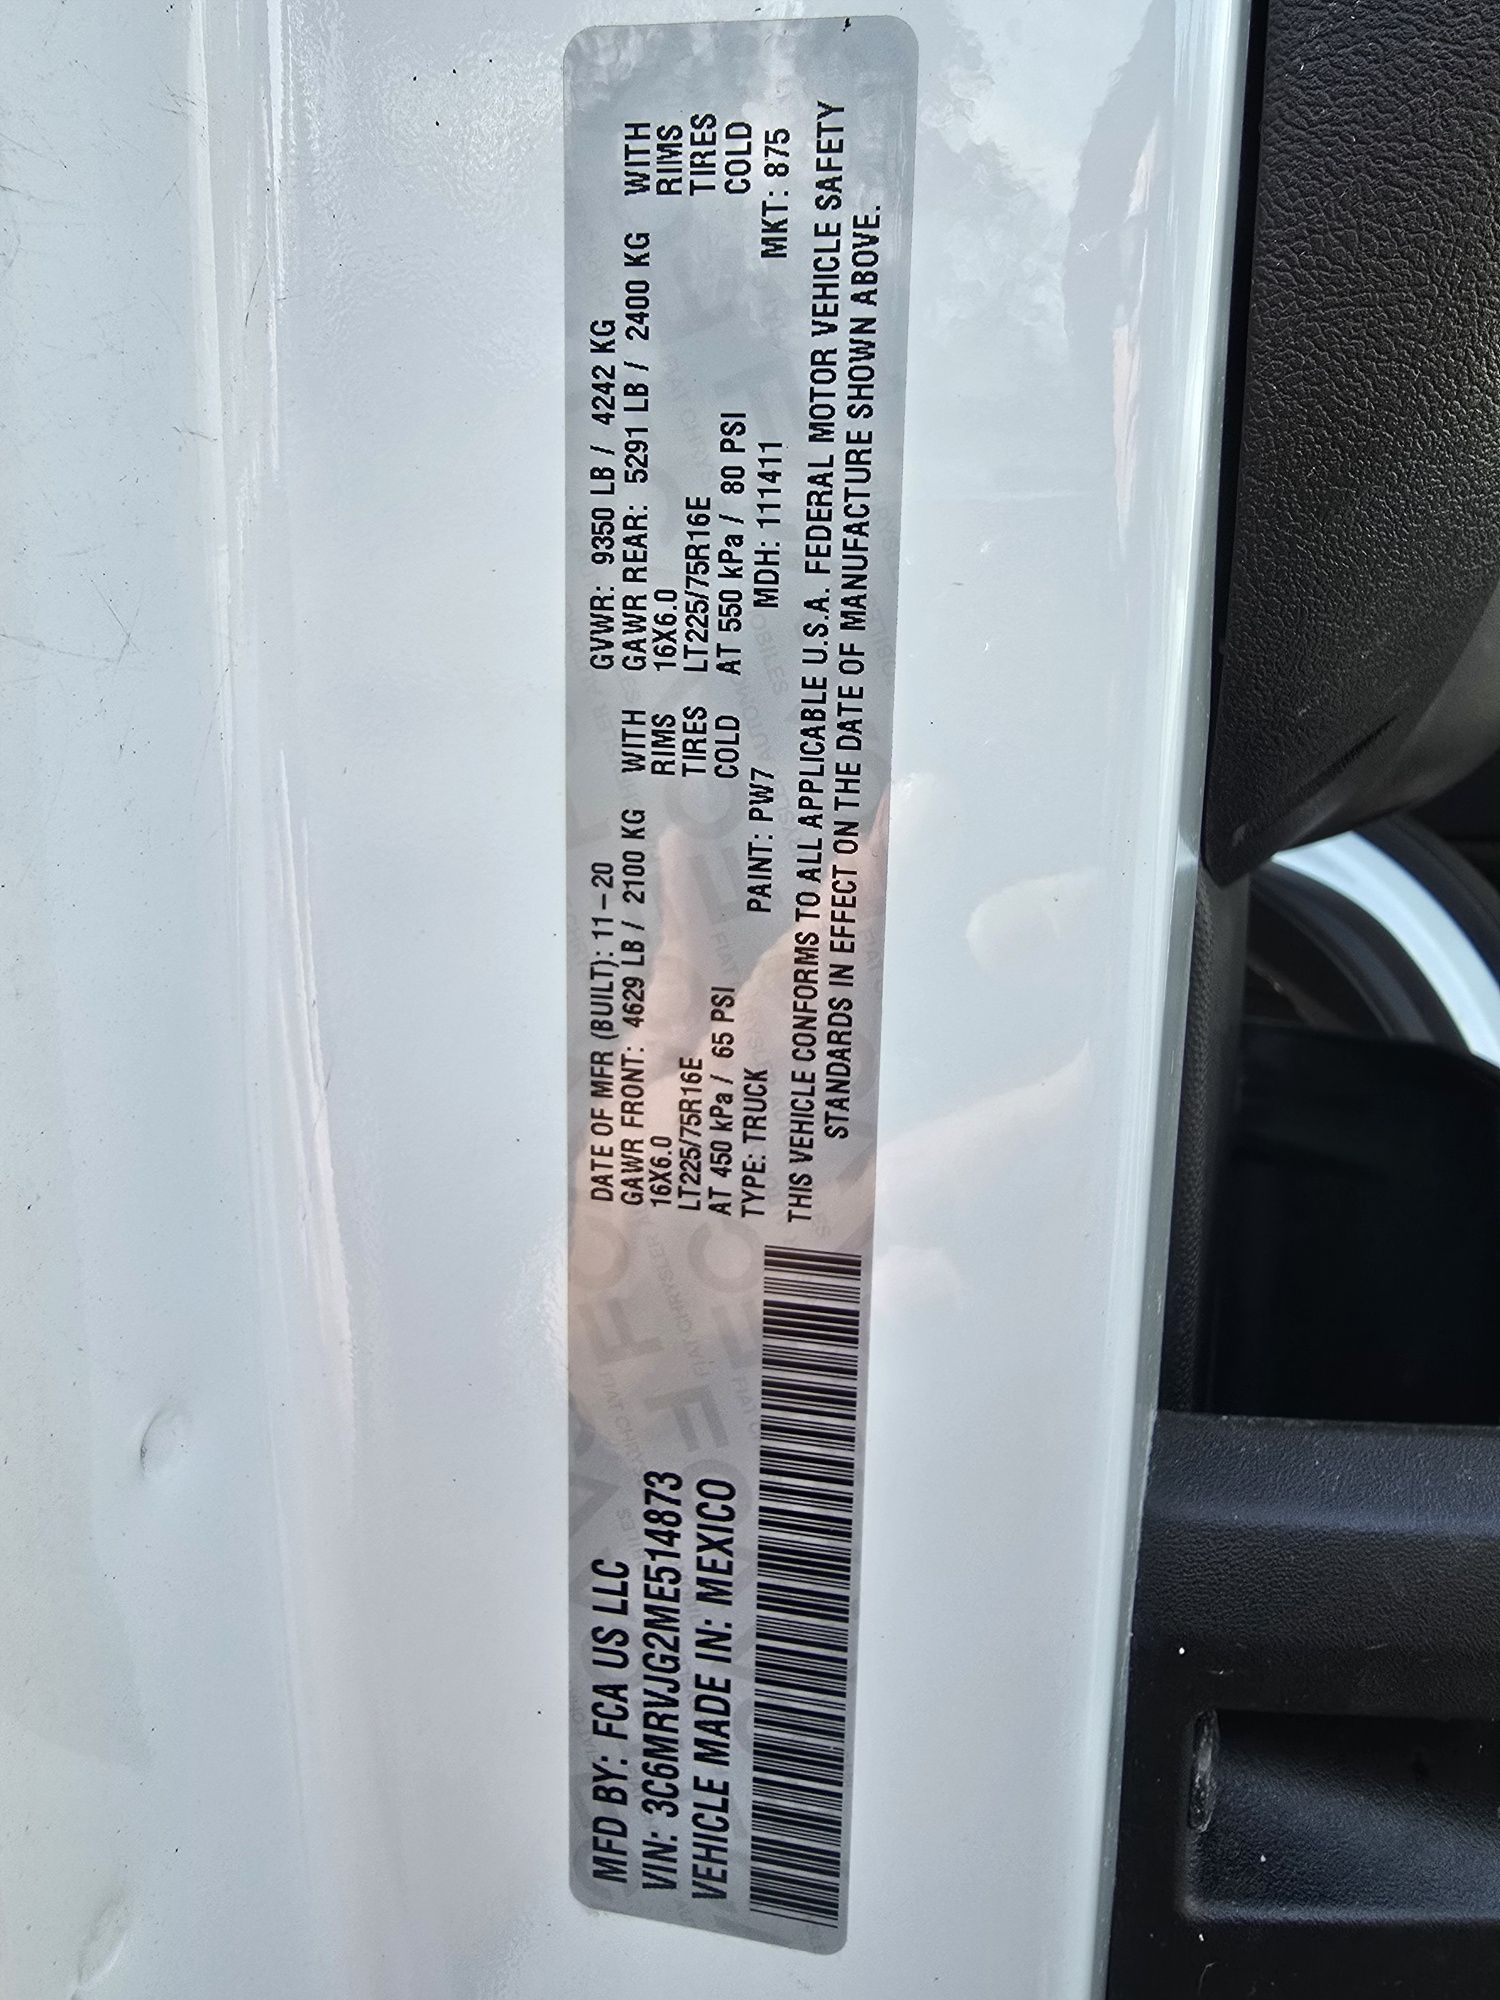 MFD BY: FCA US LLC
VIN: 3C6MRVJG2ME514873
VEHICLE MADE IN: MEXICO
DATE OF MFR (BUILT): 11-20 GVWR: 9350 LB / 4242 KG
GAWR FRONT: 4629 LB / 2100 KG WITH GAWR REAR: 5291 LB / 2400 KG WITH
16X6.0 RIMS 16X6.0 RIMS
LT225/75R16E TIRES LT225/75R16E TIRES
AT 450 kPa / 65 PSI COLD AT 550 kPa / 80 PSI COLD
TYPE: TRUCK PAINT: PW7 MDH: 111411 MKT: 875
THIS VEHICLE CONFORMS TO ALL APPLICABLE U.S.A. FEDERAL MOTOR VEHICLE SAFETY
STANDARDS IN EFFECT ON THE DATE OF MANUFACTURE SHOWN ABOVE.